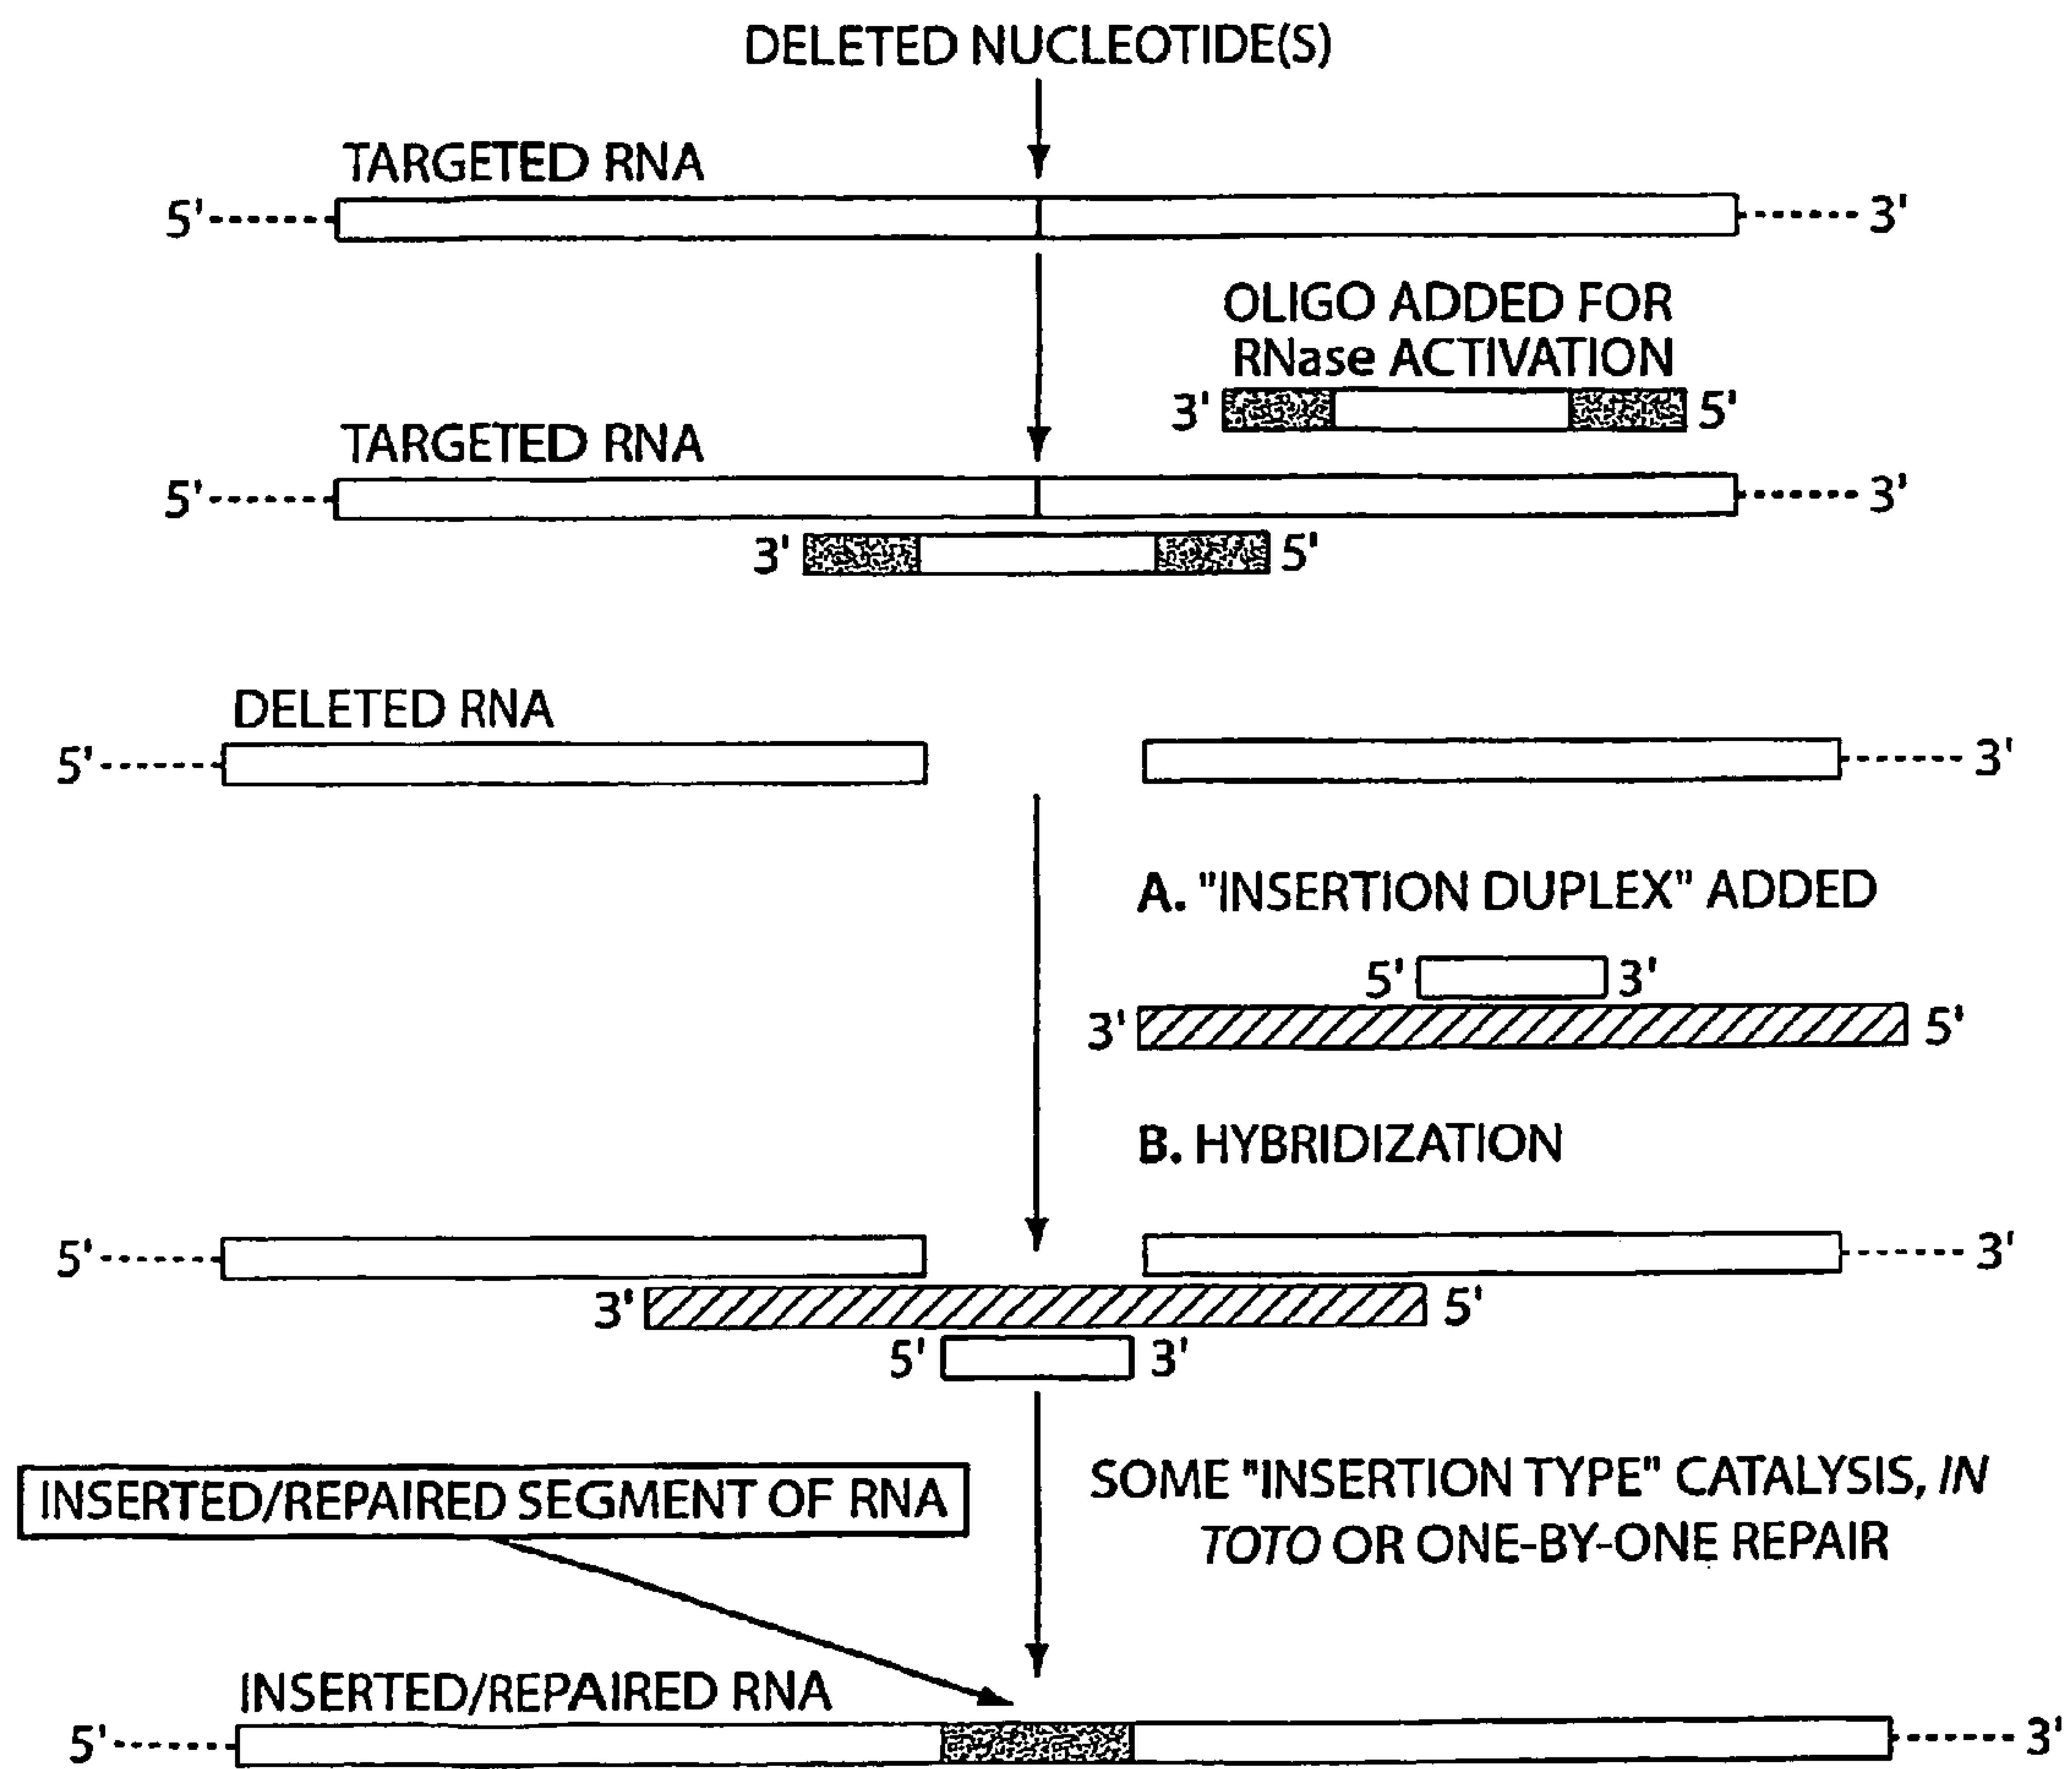 DELETED NUCLEOTIDE(S)
TARGETED RNA
5' 3'
OLIGO ADDED FOR
RNase ACTIVATION
3' 5'
TARGETED RNA
5' 3'
3' 5'
DELETED RNA
5' 3'
A. "INSERTION DUPLEX" ADDED
5' 3'
3' 5'
B. HYBRIDIZATION
5' 3'
3' 5'
5' 3'
SOME "INSERTION TYPE" CATALYSIS, IN
TOTO OR ONE-BY-ONE REPAIR
INSERTED/REPAIRED SEGMENT OF RNA
INSERTED/REPAIRED RNA
5' 3'